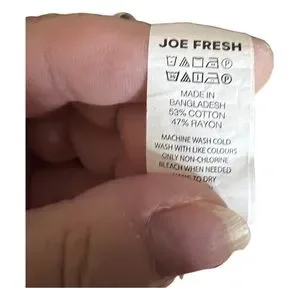 JOE FRESH
MADE IN
BANGLADESH
53% COTTON
47% RAYON
MACHINE WASH COLD
WASH WITH LIKE COLOURS
ONLY NON-CHLORINE
BLEACH WHEN NEEDED
TO DRY